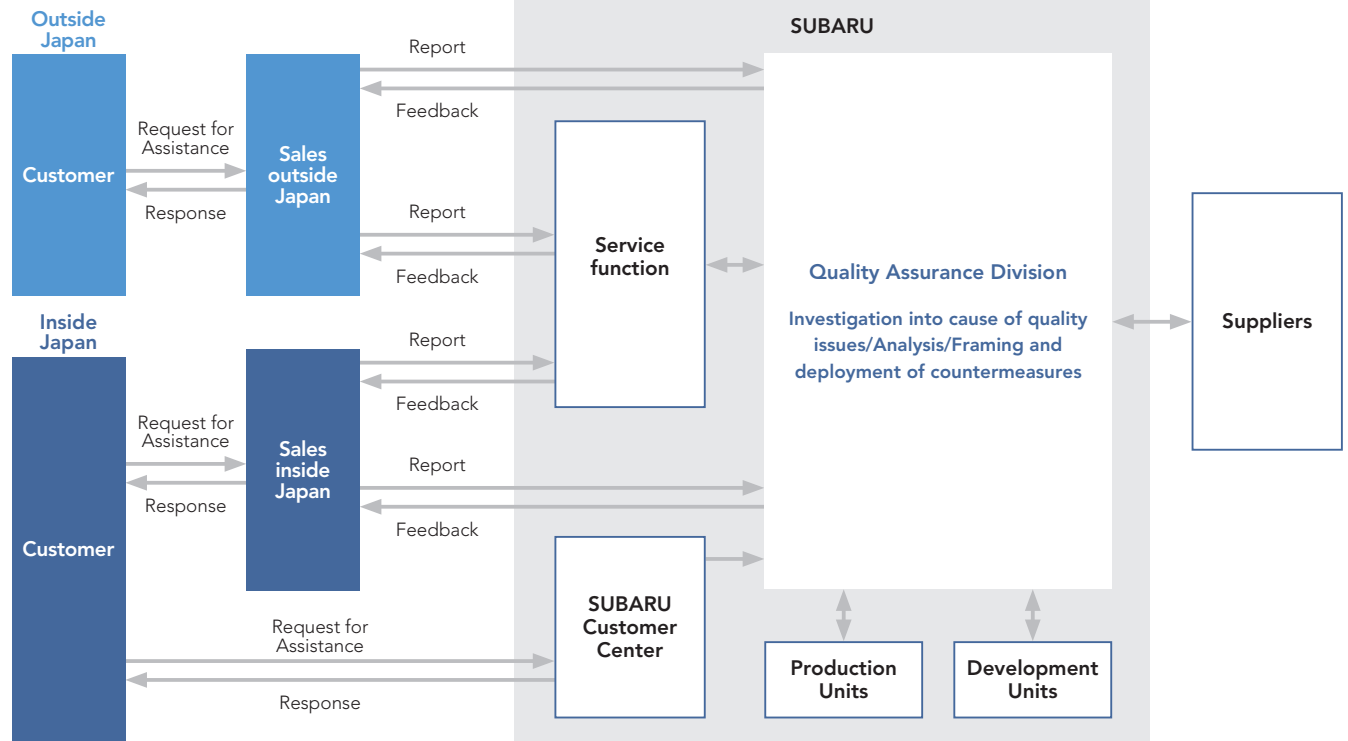 Outside
Japan
SUBARU
Report
Feedback
Request for
Assistance
Customer
Sales
outside
Japan
Response
Report
Feedback
Service
function
Quality Assurance Division
Investigation into cause of quality
issues/Analysis/Framing and
deployment of countermeasures
Suppliers
Inside
Japan
Report
Feedback
Request for
Assistance
Sales
inside
Japan
Response
Report
Feedback
Customer
SUBARU
Customer
Center
Request for
Assistance
Response
Production
Units
Development
Units